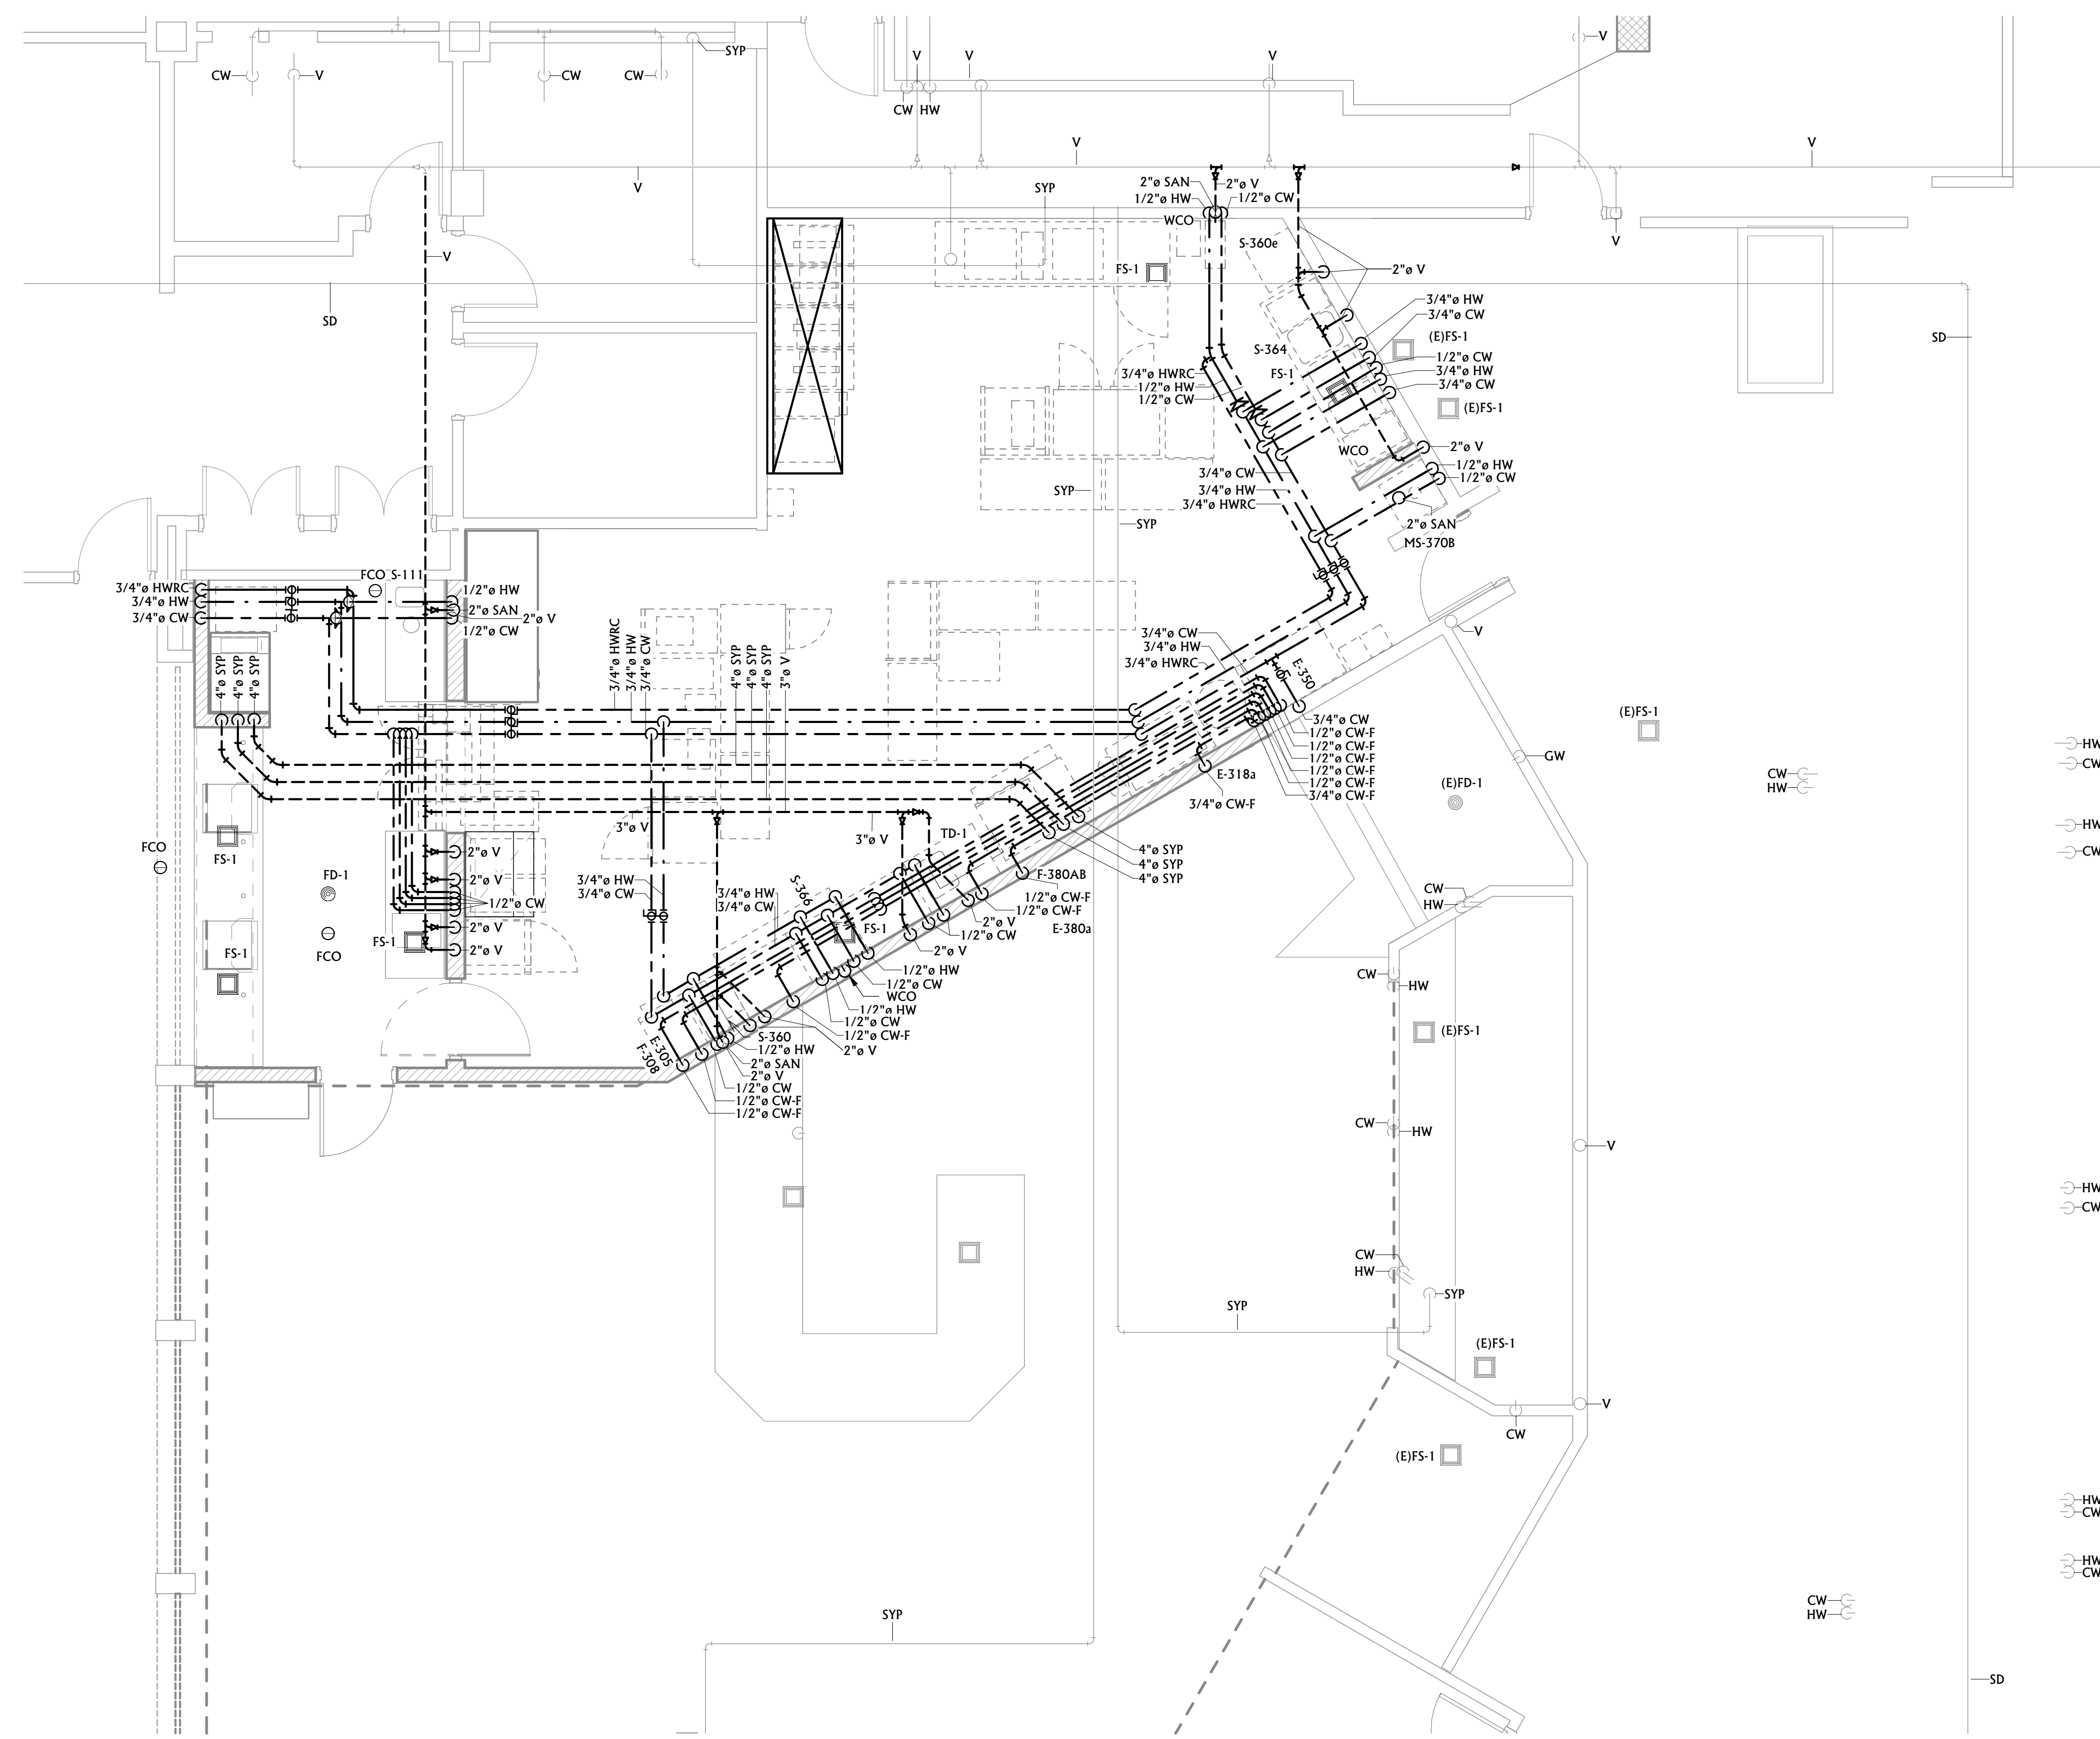 SYP
CW
V
CW
CW
V
V
V
V
CW HW
V
V
V
2"ø SAN
2"ø V
1/2"ø HW
1/2"ø CW
SYP
WCO
V
V
S-360e
V
FS-1
2"ø V
SD
3/4"ø HW
3/4"ø CW
(E)FS-1
SD
S-364
1/2"ø CW
3/4"ø HWRC
FS-1
3/4"ø HW
1/2"ø HW
3/4"ø CW
1/2"ø CW
(E)FS-1
WCO
2"ø V
1/2"ø HW
3/4"ø CW
1/2"ø CW
SYP
3/4"ø HW
3/4"ø HWRC
SYP
2"ø SAN
MS-370B
FCO
S-111
3/4"ø HWRC
1/2"ø HW
3/4"ø HW
2"ø SAN
3/4"ø CW
2"ø V
1/2"ø CW
3/4"ø CW
V
3/4"ø HW
3/4"ø HWRC
3/4"ø HWRC
3/4"ø HW
3/4"ø CW
4"ø SYP
4"ø SYP
4"ø SYP
3"ø V
4"ø SYP
4"ø SYP
4"ø SYP
E-350
(E)FS-1
3/4"ø CW
1/2"ø CW-F
1/2"ø CW-F
1/2"ø CW-F
1/2"ø CW-F
1/2"ø CW-F
3/4"ø CW-F
HW
CW
GW
E-318a
CW
HW
(E)FD-1
3/4"ø CW-F
3"ø V
3"ø V
TD-1
HW
CW
FCO
FS-1
2"ø V
4"ø SYP
4"ø SYP
4"ø SYP
FD-1
2"ø V
3/4"ø HW
3/4"ø CW
3/4"ø HW
3/4"ø CW
S-366
F-380AB
1/2"ø CW
1/2"ø CW-F
1/2"ø CW-F
CW
HW
2"ø V
FS-1
2"ø V
1/2"ø CW
E-380a
FS-1
FS-1
FCO
2"ø V
2"ø V
1/2"ø HW
CW
HW
1/2"ø CW
WCO
1/2"ø HW
1/2"ø CW
1/2"ø CW-F
(E)FS-1
S-360
2"ø V
E-305
F-308
1/2"ø HW
2"ø SAN
2"ø V
1/2"ø CW
1/2"ø CW-F
1/2"ø CW-F
CW
HW
V
HW
CW
CW
HW
SYP
SYP
(E)FS-1
V
CW
(E)FS-1
HW
CW
HW
CW
CW
HW
SYP
SD